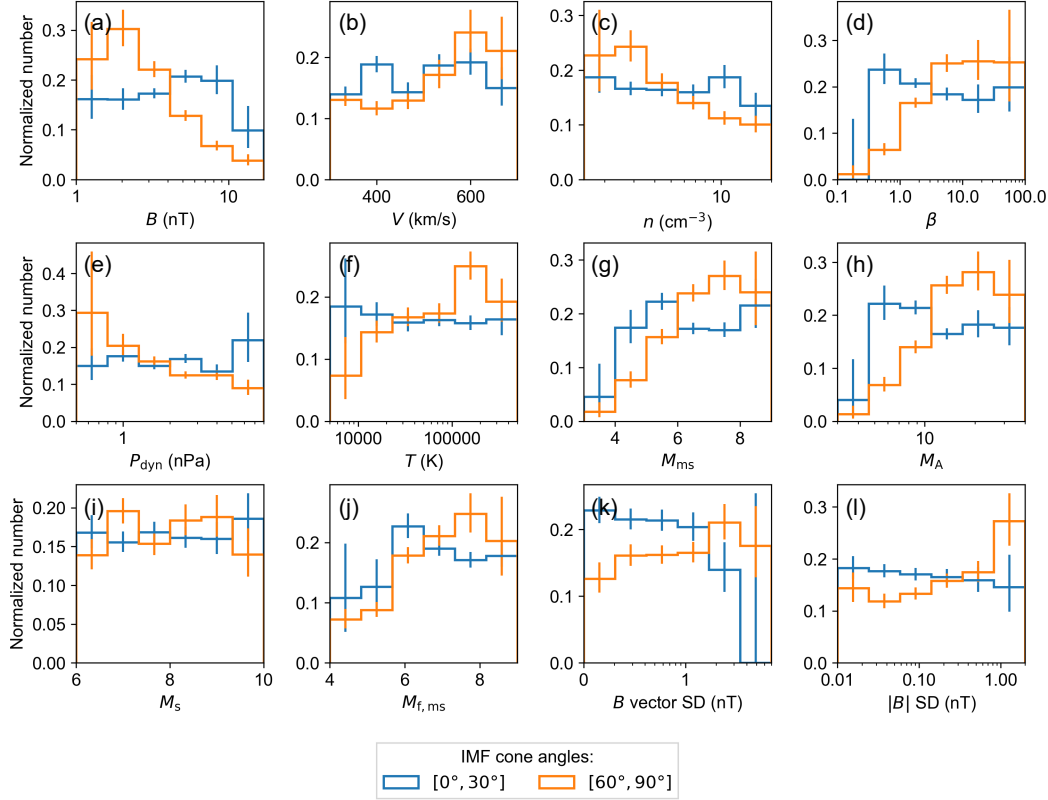 (a) (b) (c) (d)
Normalized number
0.3 0.2 0.1 0.0
0.2 0.1 0.0
0.3 0.2 0.1 0.0
0.3 0.2 0.1 0.0
1 10
400 600
10
0.1 1.0 10.0 100.0
B (nT) V (km/s) n (cm⁻³) β
(e) (f) (g) (h)
Normalized number
0.4 0.3 0.2 0.1 0.0
0.2 0.1 0.0
0.3 0.2 0.1 0.0
0.3 0.2 0.1 0.0
1
10000 100000
4 6 8
10
P_dyn (nPa) T (K) M_ms M_A
(i) (j) (k) (l)
Normalized number
0.20 0.15 0.10 0.05 0.00
0.2 0.1 0.0
0.2 0.1 0.0
0.3 0.2 0.1 0.0
6 8 10
4 6 8
0 1
0.01 0.10 1.00
M_s M_f,ms B vector SD (nT) |B| SD (nT)
IMF cone angles:
[0°, 30°] [60°, 90°]